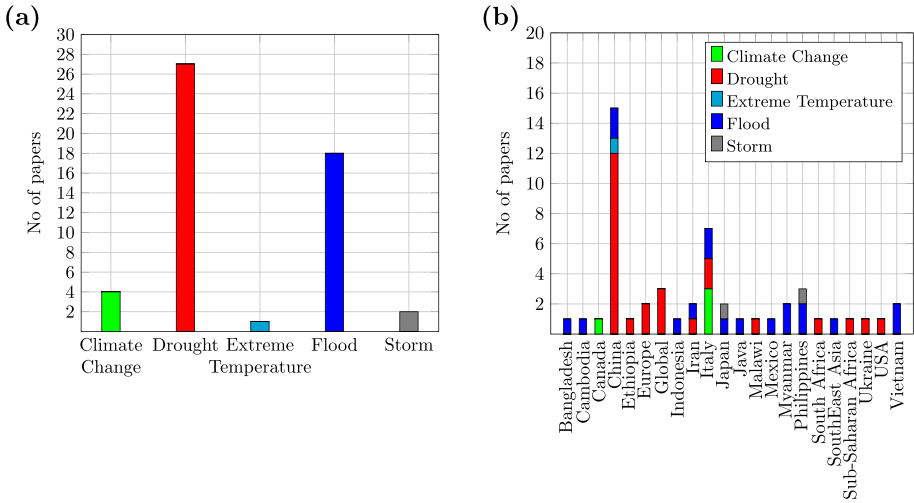 (a)
30
28
26
24
22
20
18
16
14
12
10
8
6
4
2
No of papers
Climate
Change
Drought
Extreme
Temperature
Flood
Storm
(b)
20
18
16
14
12
10
8
6
4
2
No of papers
Climate Change
Drought
Extreme Temperature
Flood
Storm
Bangladesh
Cambodia
Canada
China
Ethiopia
Europe
Global
Indonesia
Iran
Italy
Japan
Java
Malawi
Mexico
Myanmar
Philippines
South Africa
SouthEast Asia
Sub-Saharan Africa
Ukraine
USA
Vietnam